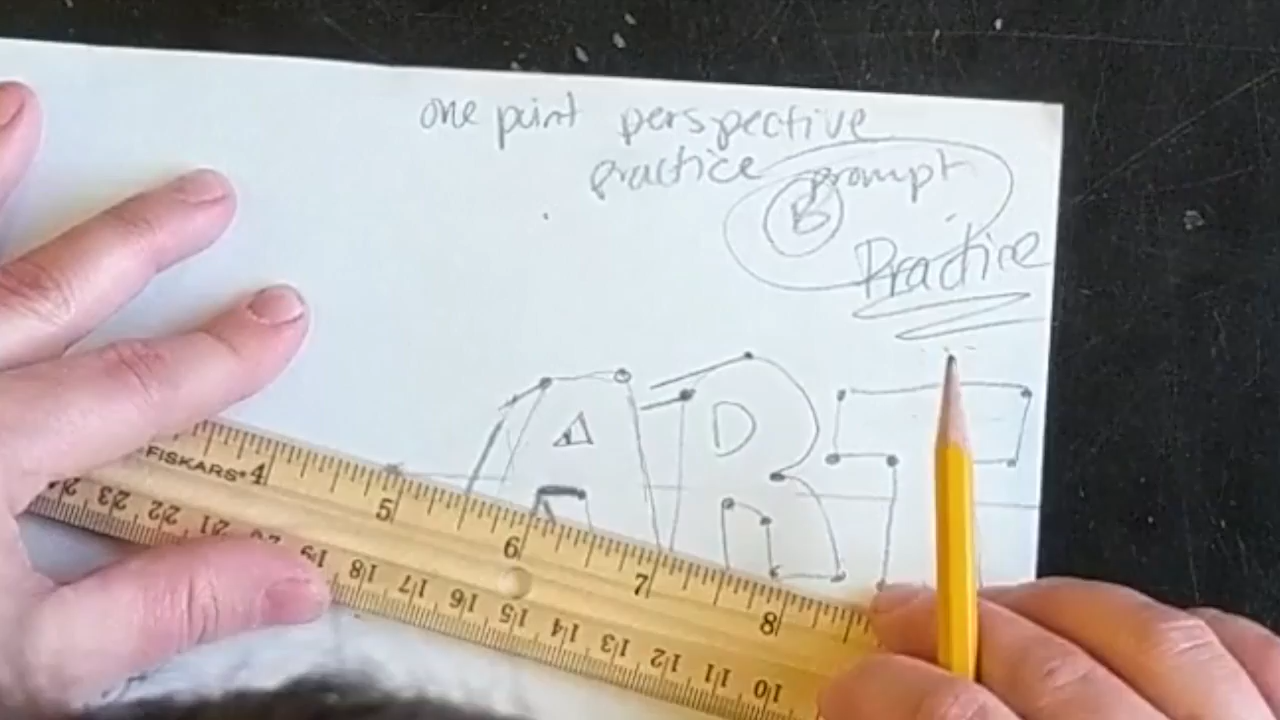 one point perspective
practice prompt
B
Practice
ART
FISKARS® 4 5 6 7 8
24 23 22 21 20 19 18 17 16 15 14 13 12 11 10